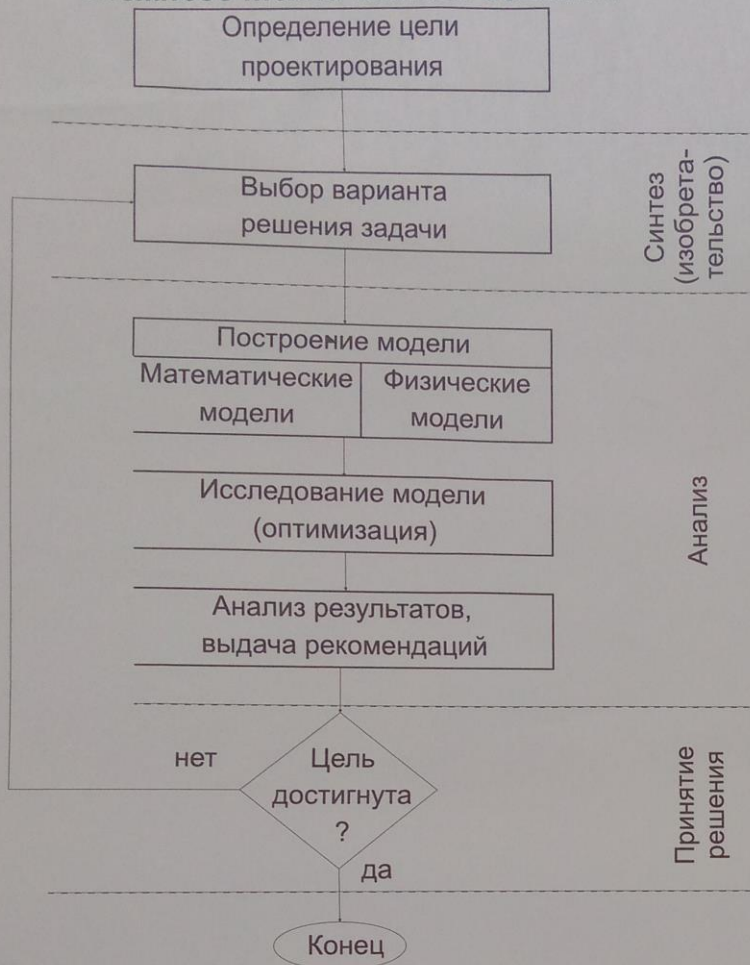 Определение цели
проектирования
Выбор варианта
решения задачи
Синтез
(изобрета-
тельство)
Построение модели
Математические
модели
Физические
модели
Исследование модели
(оптимизация)
Анализ результатов,
выдача рекомендаций
Анализ
нет
Цель
достигнута
?
да
Принятие
решения
Конец